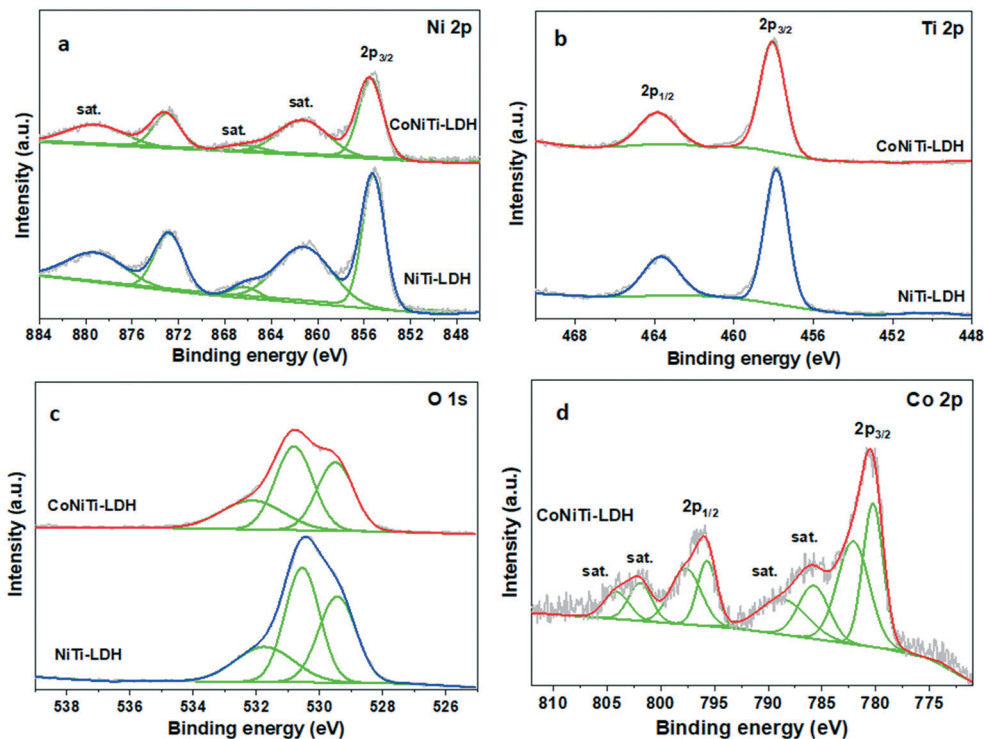 a
Ni 2p
2p3/2
sat.
sat.
sat.
CoNiTi-LDH
NiTi-LDH
Intensity (a.u.)
884 880 876 872 868 864 860 856 852 848
Binding energy (eV)
b
Ti 2p
2p3/2
2p1/2
CoNiTi-LDH
NiTi-LDH
Intensity (a.u.)
468 464 460 456 452 448
Binding energy (eV)
c
O 1s
CoNiTi-LDH
NiTi-LDH
Intensity (a.u.)
538 536 534 532 530 528 526
Binding energy (eV)
d
Co 2p
2p3/2
CoNiTi-LDH
2p1/2
sat.
sat.
sat.
sat.
Intensity (a.u.)
810 805 800 795 790 785 780 775
Binding energy (eV)